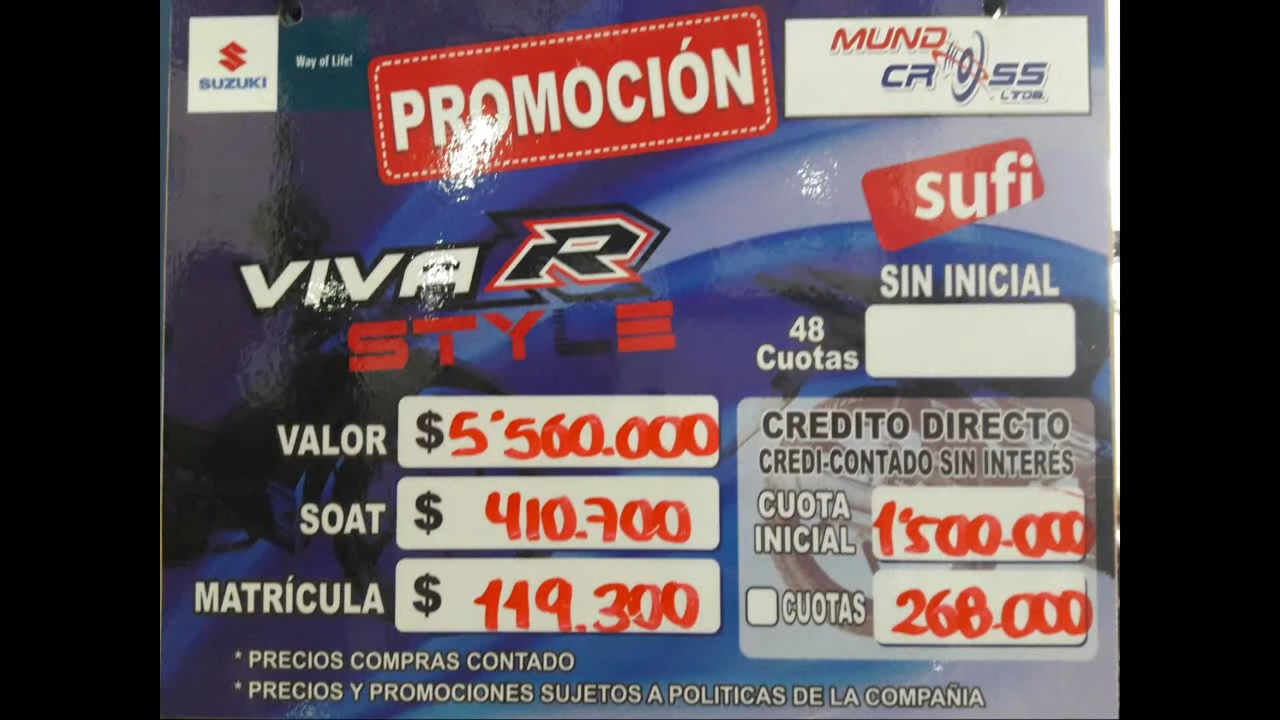 SUZUKI
Way of Life!
PROMOCIÓN
MUND CROSS LTDA.
sufi
VIVA R
STYLE
SIN INICIAL
48
Cuotas
VALOR $ 5'560.000
SOAT $ 410.700
MATRÍCULA $ 119.300
CREDITO DIRECTO
CREDI-CONTADO SIN INTERÉS
CUOTA
INICIAL 1'500.000
CUOTAS 268.000
* PRECIOS COMPRAS CONTADO
* PRECIOS Y PROMOCIONES SUJETOS A POLITICAS DE LA COMPAÑIA